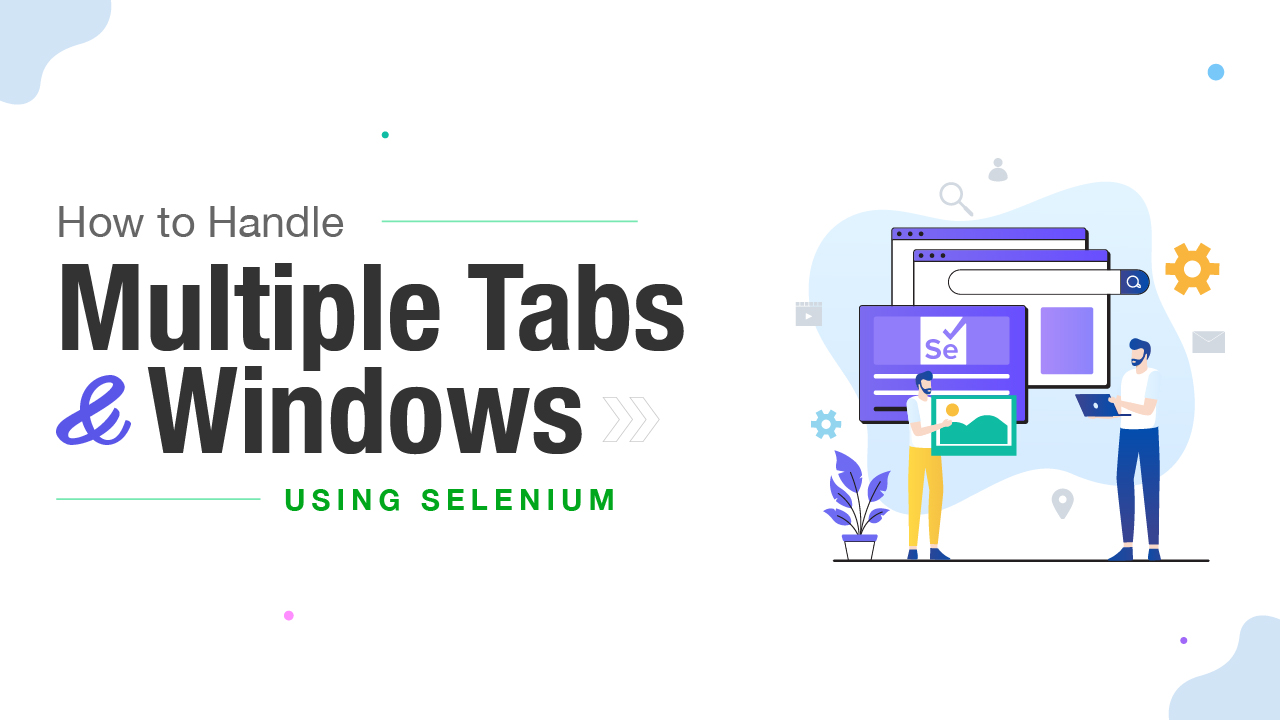 How to Handle
Multiple Tabs
& Windows
USING SELENIUM
Se